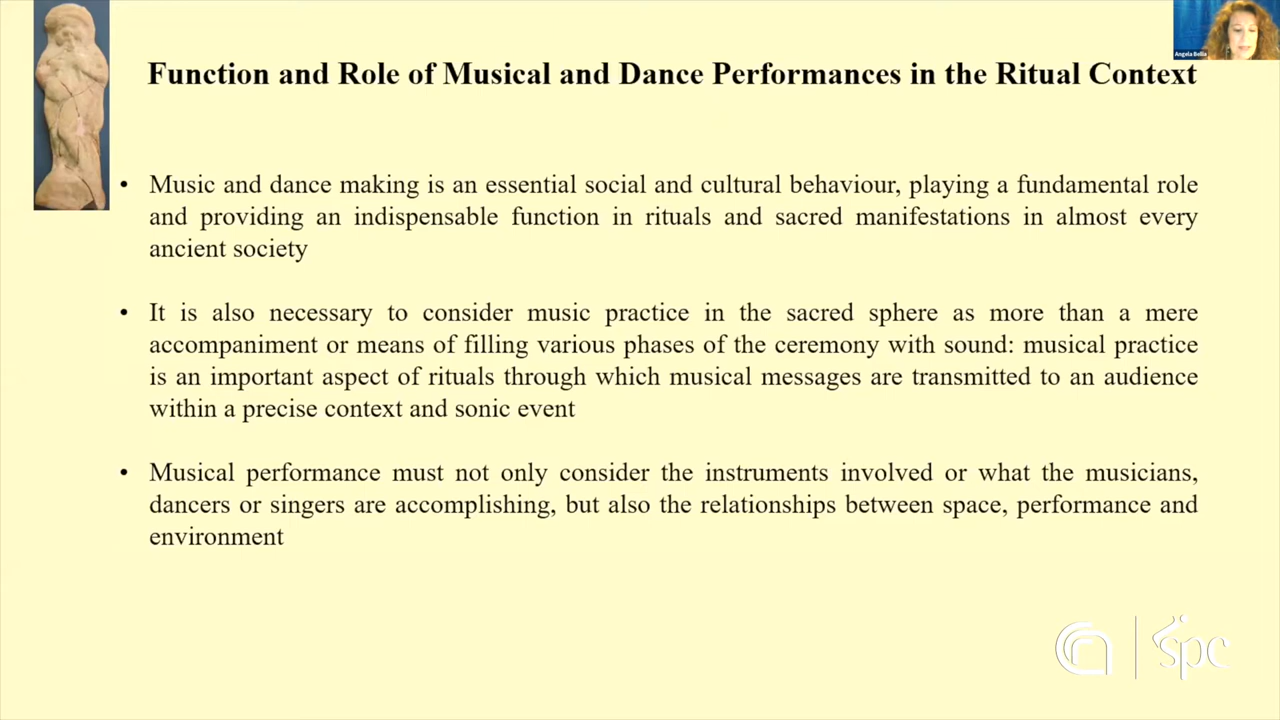 Angela Bella
Function and Role of Musical and Dance Performances in the Ritual Context
• Music and dance making is an essential social and cultural behaviour, playing a fundamental role
and providing an indispensable function in rituals and sacred manifestations in almost every
ancient society
• It is also necessary to consider music practice in the sacred sphere as more than a mere
accompaniment or means of filling various phases of the ceremony with sound: musical practice
is an important aspect of rituals through which musical messages are transmitted to an audience
within a precise context and sonic event
• Musical performance must not only consider the instruments involved or what the musicians,
dancers or singers are accomplishing, but also the relationships between space, performance and
environment
spc